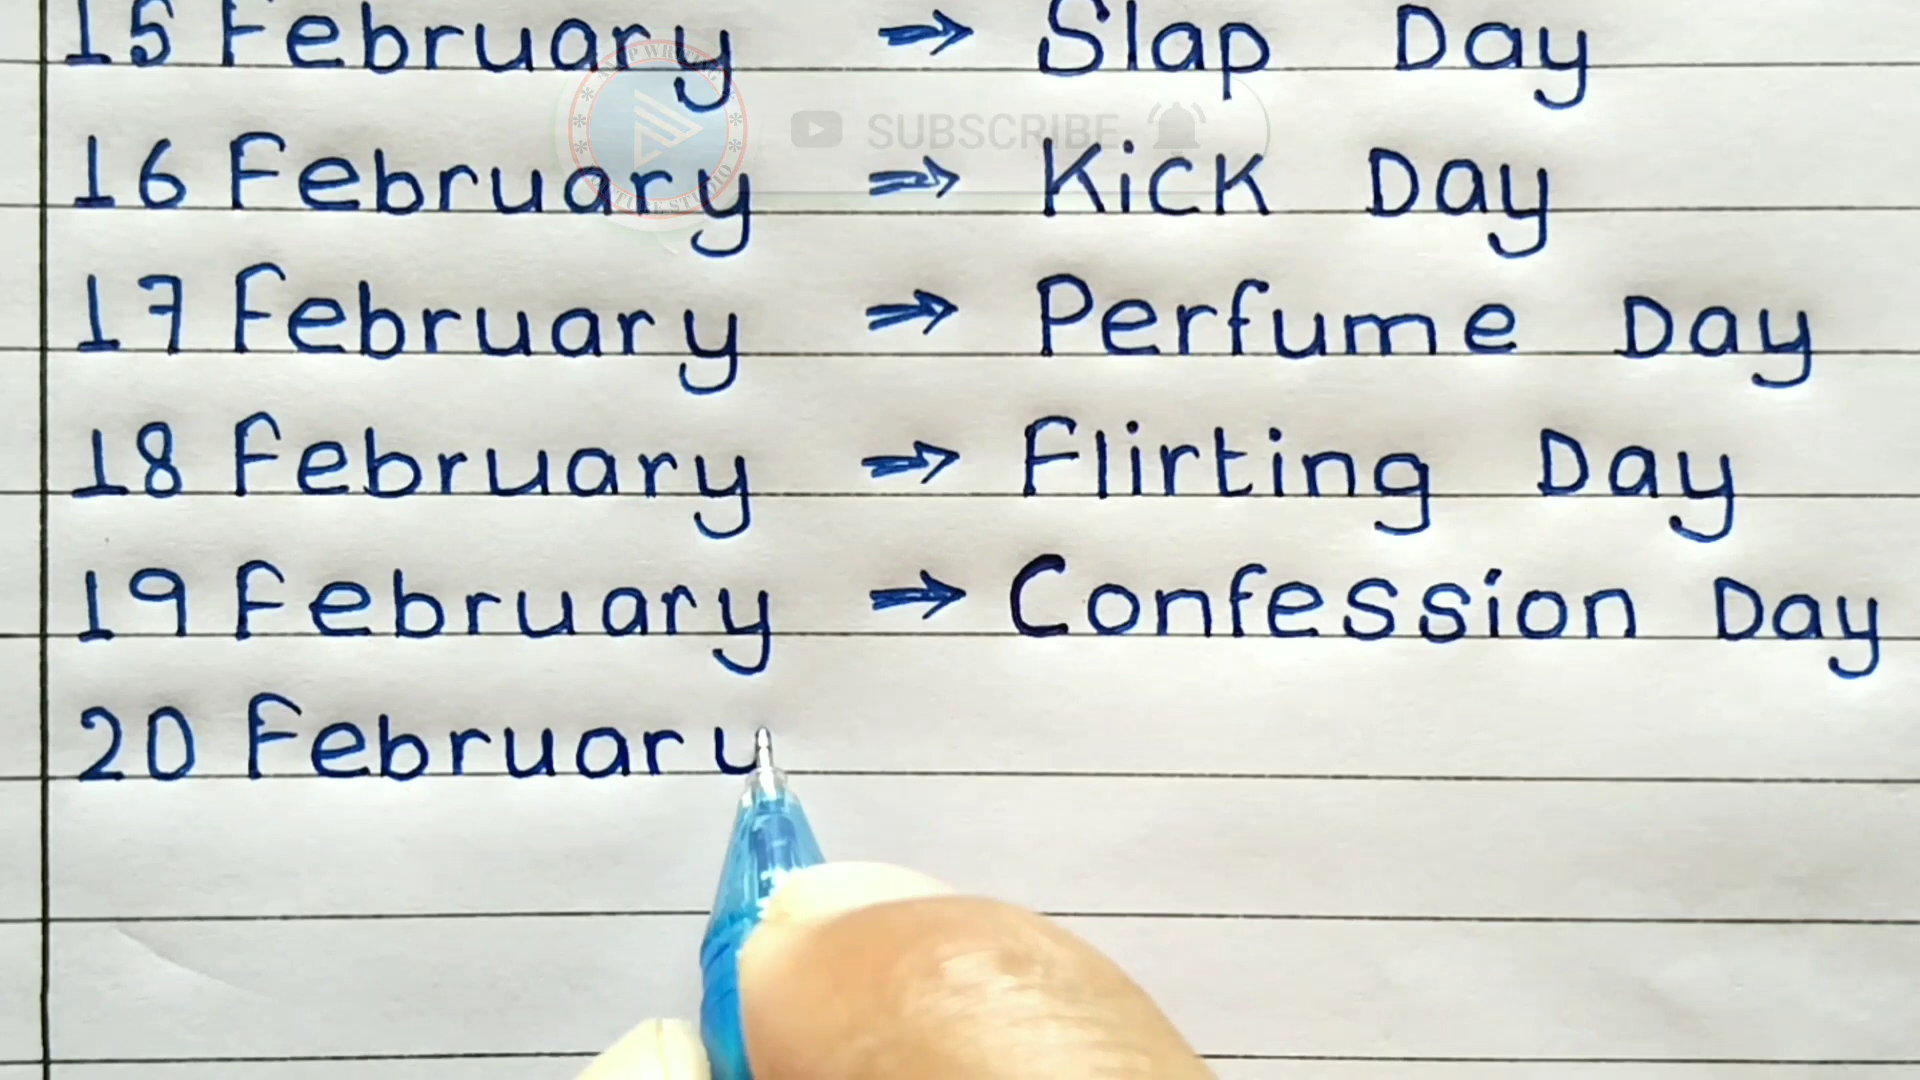 15 February ⇒ Slap Day
SUBSCRIBE
16 February ⇒ Kick Day
17 February ⇒ Perfume Day
18 February ⇒ Flirting Day
19 February ⇒ Confession Day
20 February